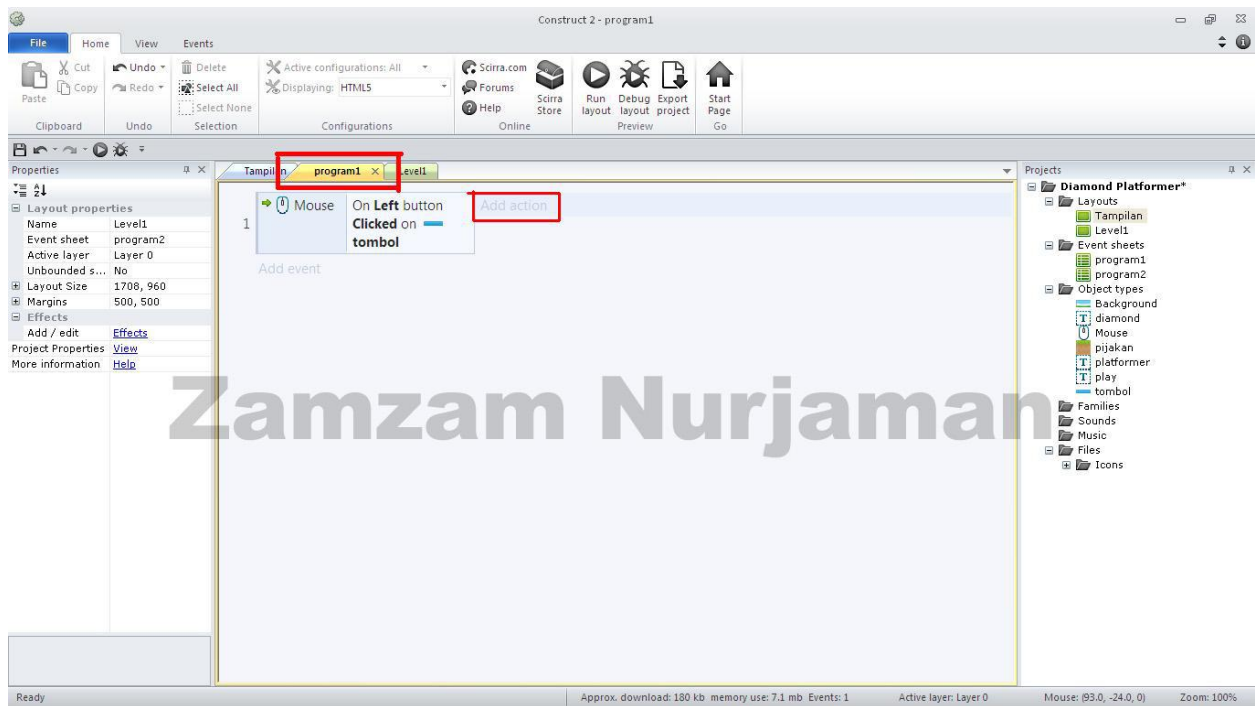 Construct 2 - program1
File Home View Events
Paste
Cut
Copy
Clipboard
Undo
Redo
Undo
Delete
Select All
Select None
Selection
Active configurations: All
Displaying: HTML5
Configurations
Scirra.com
Forums
Help
Scirra Store
Online
Run layout
Debug layout
Export project
Preview
Start Page
Go
Properties
Layout properties
Name Level1
Event sheet program2
Active layer Layer 0
Unbounded s... No
Layout Size 1708, 960
Margins 500, 500
Effects
Add / edit Effects
Project Properties View
More information Help
Tampilan program1 Level1
1
Mouse
On Left button
Clicked on
tombol
Add action
Add event
Zamzam Nurjaman
Projects
Diamond Platformer*
Layouts
Tampilan
Level1
Event sheets
program1
program2
Object types
Background
T diamond
Mouse
pijakan
T platformer
T play
tombol
Families
Sounds
Music
Files
Icons
Ready
Approx. download: 180 kb memory use: 7.1 mb Events: 1
Active layer: Layer 0
Mouse: (93.0, -24.0, 0)
Zoom: 100%